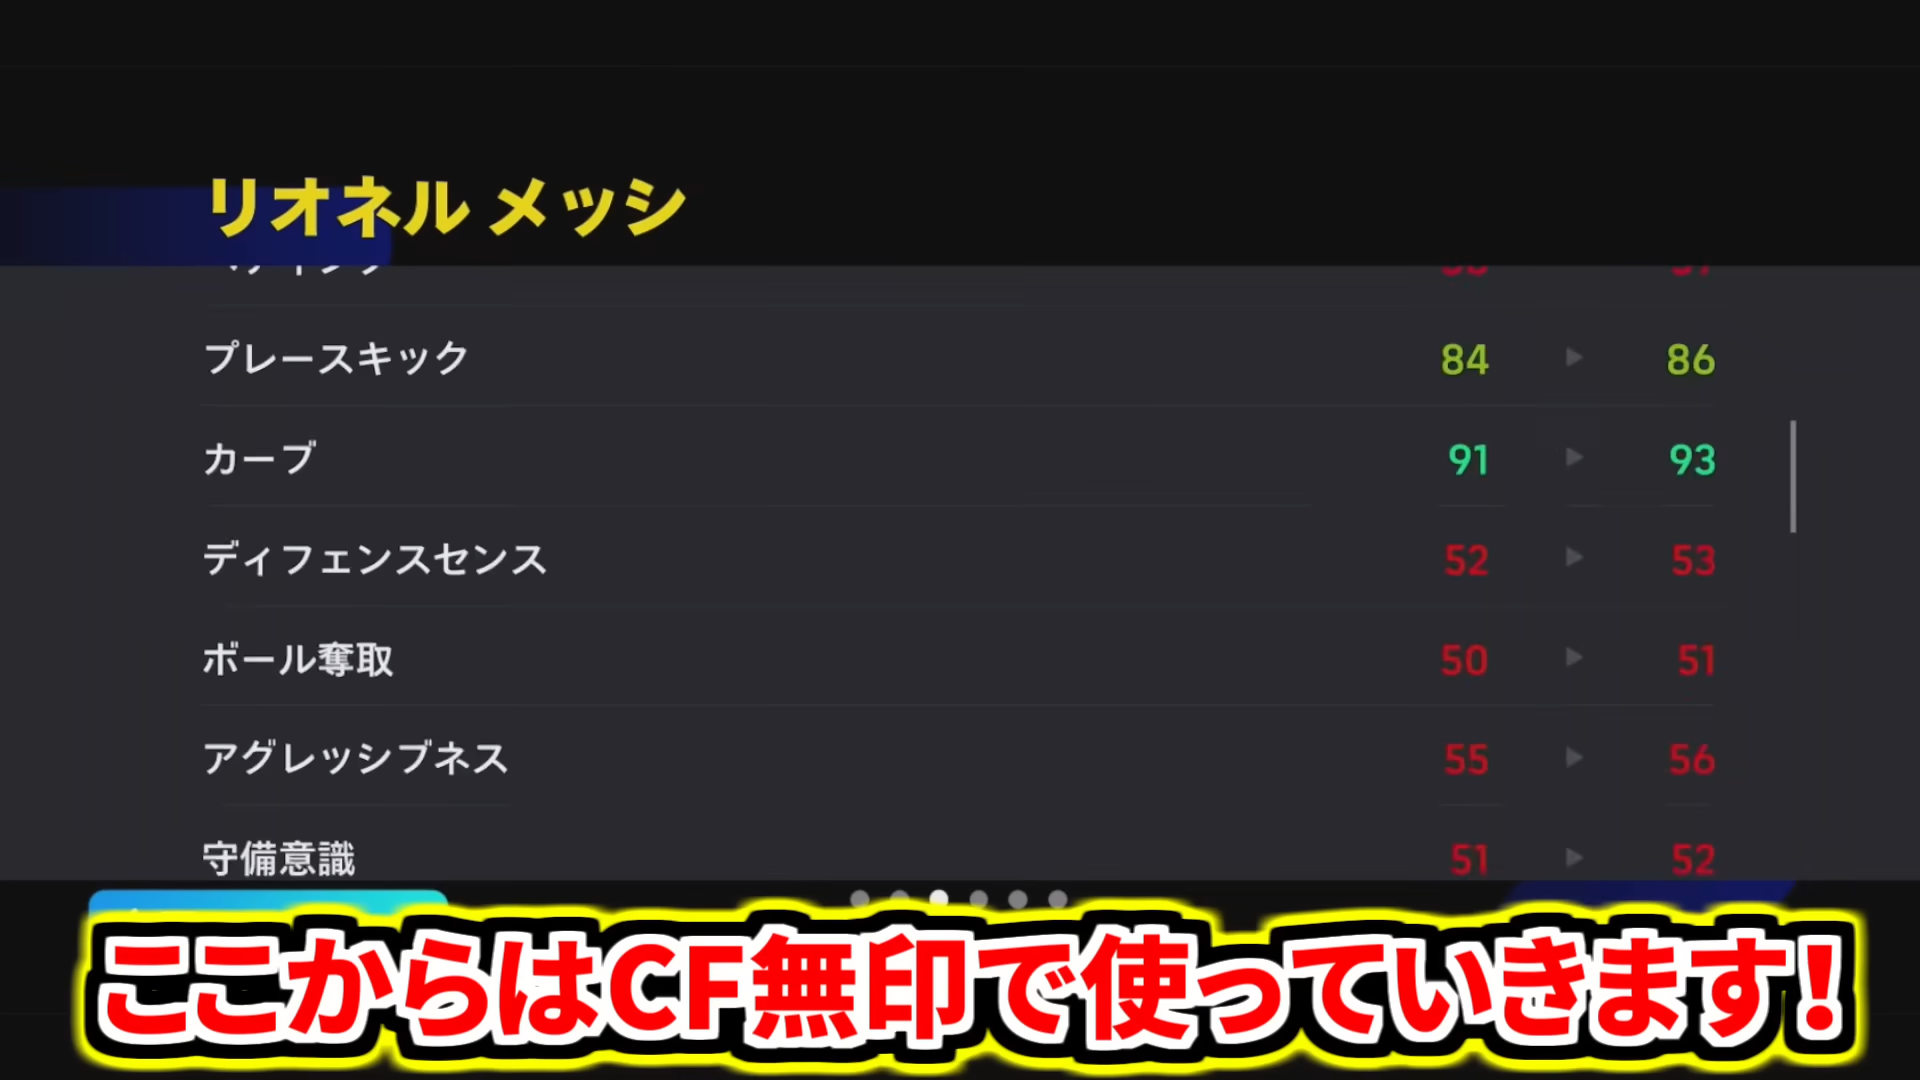 リオネル メッシ
プレースキック 84 ▶ 86
カーブ 91 ▶ 93
ディフェンスセンス 52 ▶ 53
ボール奪取 50 ▶ 51
アグレッシブネス 55 ▶ 56
守備意識 51 ▶ 52
ここからはCF無印で使っていきます!